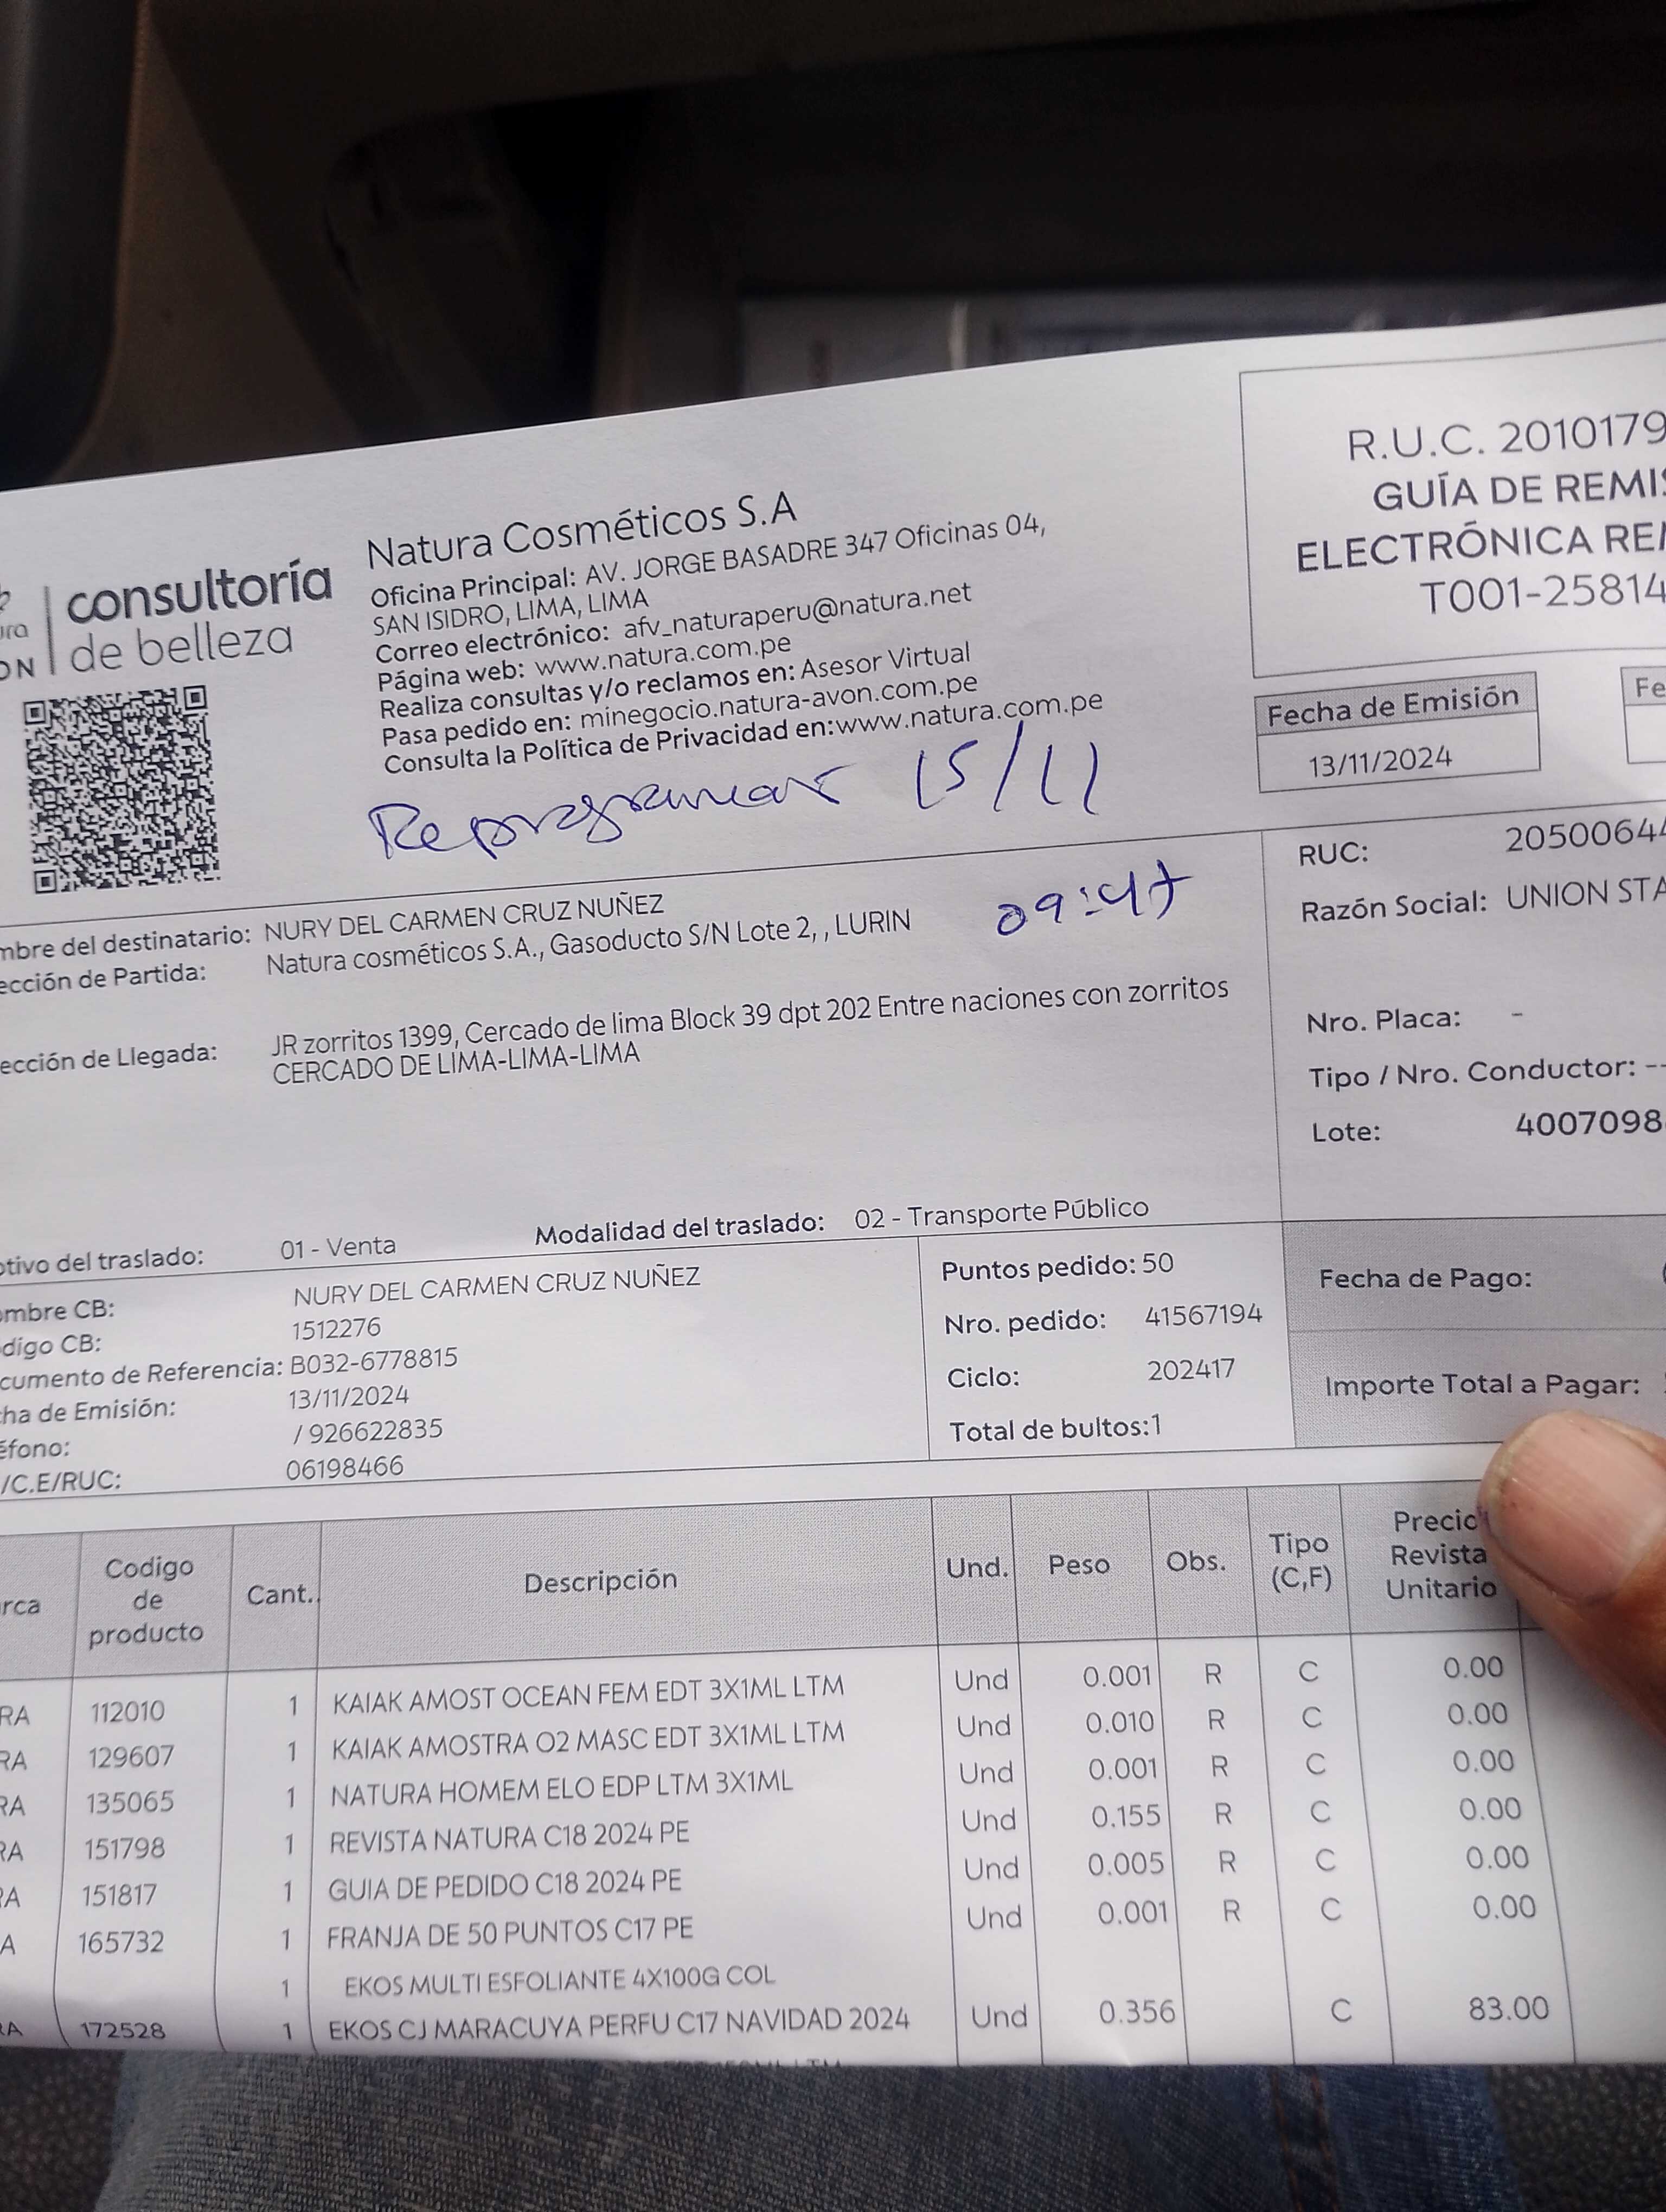 consultoría
de belleza
Natura Cosméticos S.A
Oficina Principal: AV. JORGE BASADRE 347 Oficinas 04,
SAN ISIDRO, LIMA, LIMA
Correo electrónico: afv_naturaperu@natura.net
Página web: www.natura.com.pe
Realiza consultas y/o reclamos en: Asesor Virtual
Pasa pedido en: minegocio.natura-avon.com.pe
Consulta la Política de Privacidad en:www.natura.com.pe
Reprogramar 15/11
09:47
R.U.C. 2010179
GUÍA DE REMI
ELECTRÓNICA RE
T001-25814
Fecha de Emisión
13/11/2024
Fe
mbre del destinatario: NURY DEL CARMEN CRUZ NUÑEZ
ección de Partida: Natura cosméticos S.A., Gasoducto S/N Lote 2, , LURIN
ección de Llegada: JR zorritos 1399, Cercado de lima Block 39 dpt 202 Entre naciones con zorritos
CERCADO DE LIMA-LIMA-LIMA
RUC: 20500644
Razón Social: UNION STA
Nro. Placa: -
Tipo / Nro. Conductor: --
Lote: 4007098
otivo del traslado: 01 - Venta Modalidad del traslado: 02 - Transporte Público
ombre CB: NURY DEL CARMEN CRUZ NUÑEZ
digo CB: 1512276
cumento de Referencia: B032-6778815
ha de Emisión: 13/11/2024
éfono: / 926622835
/C.E/RUC: 06198466
Puntos pedido: 50
Nro. pedido: 41567194
Ciclo: 202417
Total de bultos:1
Fecha de Pago:
Importe Total a Pagar:
rca Codigo de producto Cant. Descripción Und. Peso Obs. Tipo (C,F) Precio Revista Unitario
RA 112010 1 KAIAK AMOST OCEAN FEM EDT 3X1ML LTM Und 0.001 R C 0.00
RA 129607 1 KAIAK AMOSTRA O2 MASC EDT 3X1ML LTM Und 0.010 R C 0.00
RA 135065 1 NATURA HOMEM ELO EDP LTM 3X1ML Und 0.001 R C 0.00
RA 151798 1 REVISTA NATURA C18 2024 PE Und 0.155 R C 0.00
RA 151817 1 GUIA DE PEDIDO C18 2024 PE Und 0.005 R C 0.00
A 165732 1 FRANJA DE 50 PUNTOS C17 PE Und 0.001 R C 0.00
1 EKOS MULTI ESFOLIANTE 4X100G COL
RA 172528 1 EKOS CJ MARACUYA PERFU C17 NAVIDAD 2024 Und 0.356 C 83.00